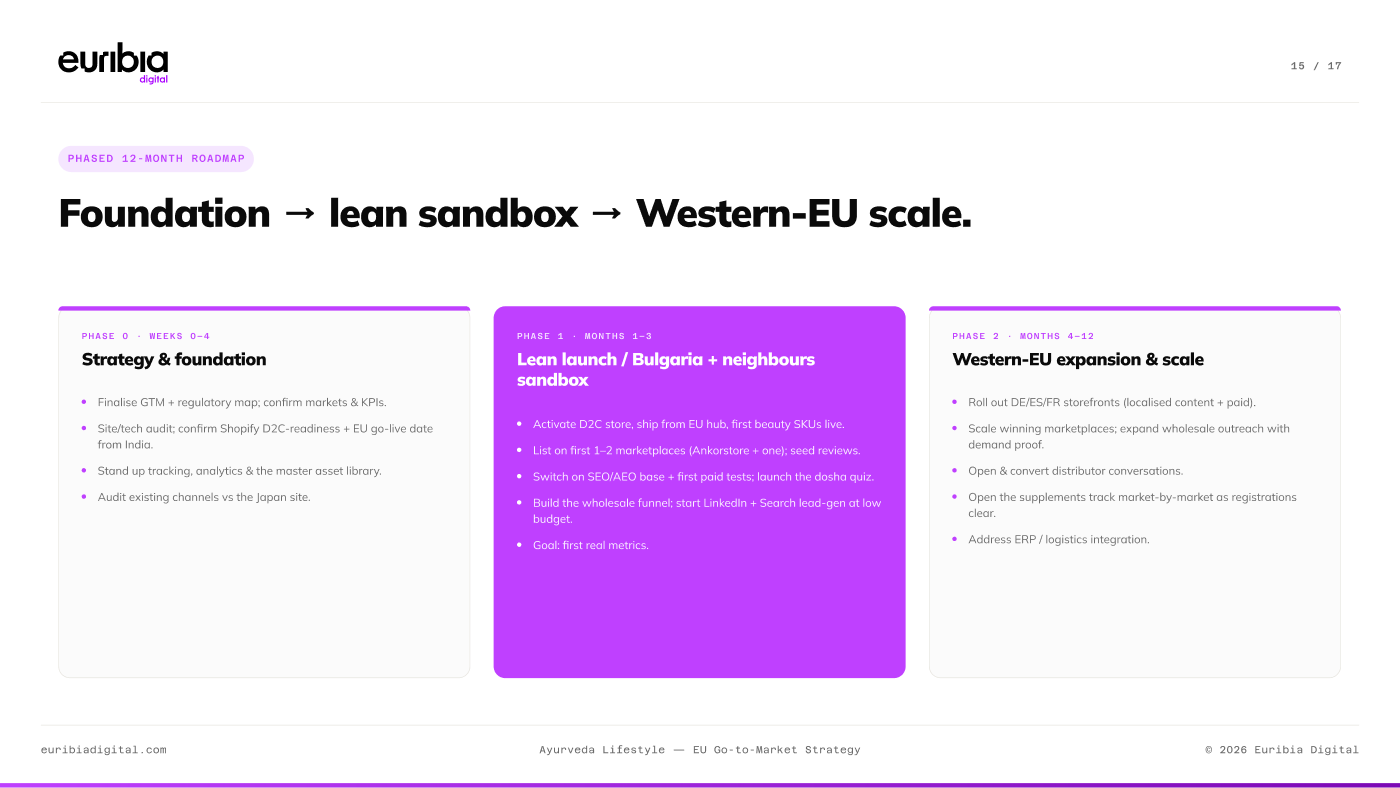 euribia
digital
15 / 17
PHASED 12-MONTH ROADMAP
Foundation → lean sandbox → Western-EU scale.
PHASE 0 · WEEKS 0–4
Strategy & foundation
• Finalise GTM + regulatory map; confirm markets & KPIs.
• Site/tech audit; confirm Shopify D2C-readiness + EU go-live date
from India.
• Stand up tracking, analytics & the master asset library.
• Audit existing channels vs the Japan site.
PHASE 1 · MONTHS 1–3
Lean launch / Bulgaria + neighbours
sandbox
• Activate D2C store, ship from EU hub, first beauty SKUs live.
• List on first 1–2 marketplaces (Ankorstore + one); seed reviews.
• Switch on SEO/AEO base + first paid tests; launch the dosha quiz.
• Build the wholesale funnel; start LinkedIn + Search lead-gen at low
budget.
• Goal: first real metrics.
PHASE 2 · MONTHS 4–12
Western-EU expansion & scale
• Roll out DE/ES/FR storefronts (localised content + paid).
• Scale winning marketplaces; expand wholesale outreach with
demand proof.
• Open & convert distributor conversations.
• Open the supplements track market-by-market as registrations
clear.
• Address ERP / logistics integration.
euribiadigital.com
Ayurveda Lifestyle — EU Go-to-Market Strategy
© 2026 Euribia Digital